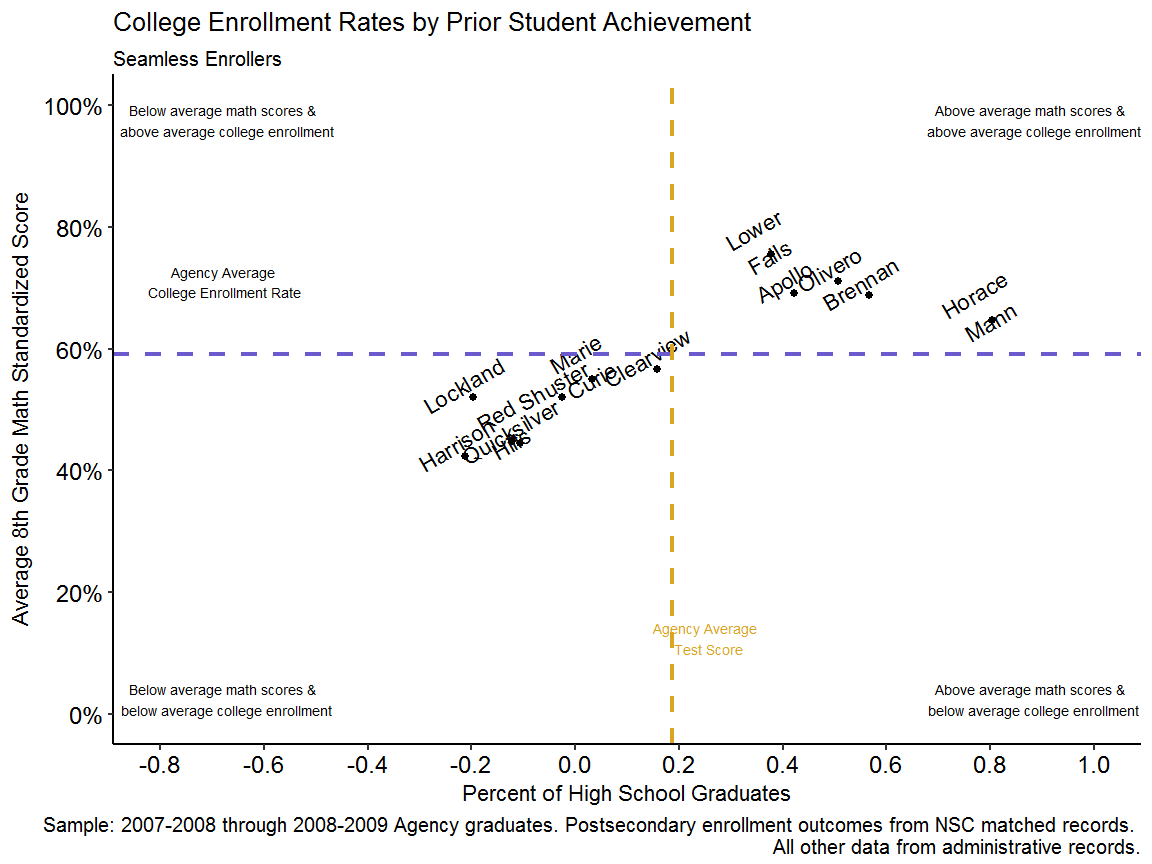 College Enrollment Rates by Prior Student Achievement
Seamless Enrollers
Average 8th Grade Math Standardized Score
100%
80%
60%
40%
20%
0%
Below average math scores &
above average college enrollment
Above average math scores &
above average college enrollment
Agency Average
College Enrollment Rate
Lower
Falls
Apollo
Olivero
Brennan
Horace
Mann
Marie
Curie
Clearview
Lockland
Red Shuster
Harrison
Quicksilver
Hills
Agency Average
Test Score
Below average math scores &
below average college enrollment
Above average math scores &
below average college enrollment
-0.8
-0.6
-0.4
-0.2
0.0
0.2
0.4
0.6
0.8
1.0
Percent of High School Graduates
Sample: 2007-2008 through 2008-2009 Agency graduates. Postsecondary enrollment outcomes from NSC matched records.
All other data from administrative records.